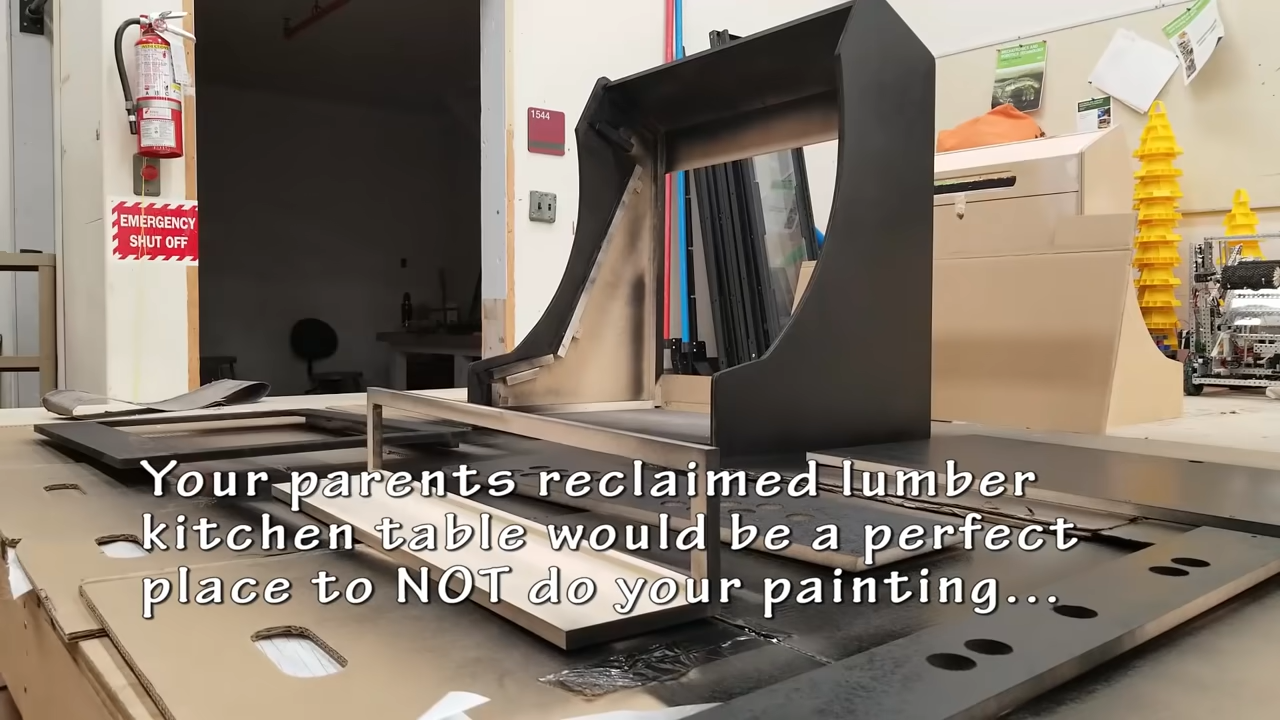 1544
EMERGENCY
SHUT OFF
Your parents reclaimed lumber
kitchen table would be a perfect
place to NOT do your painting...